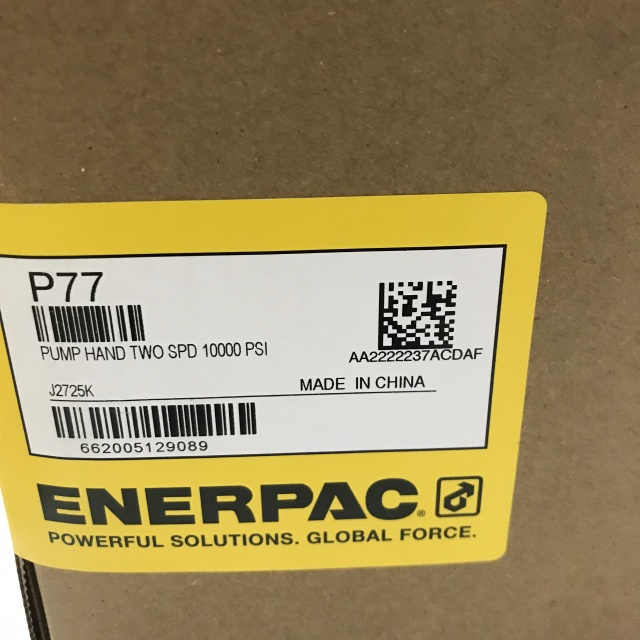 P77
PUMP HAND TWO SPD 10000 PSI
AA2222237ACDAF
J2725K
MADE IN CHINA
662005129089
ENERPAC®
POWERFUL SOLUTIONS. GLOBAL FORCE.